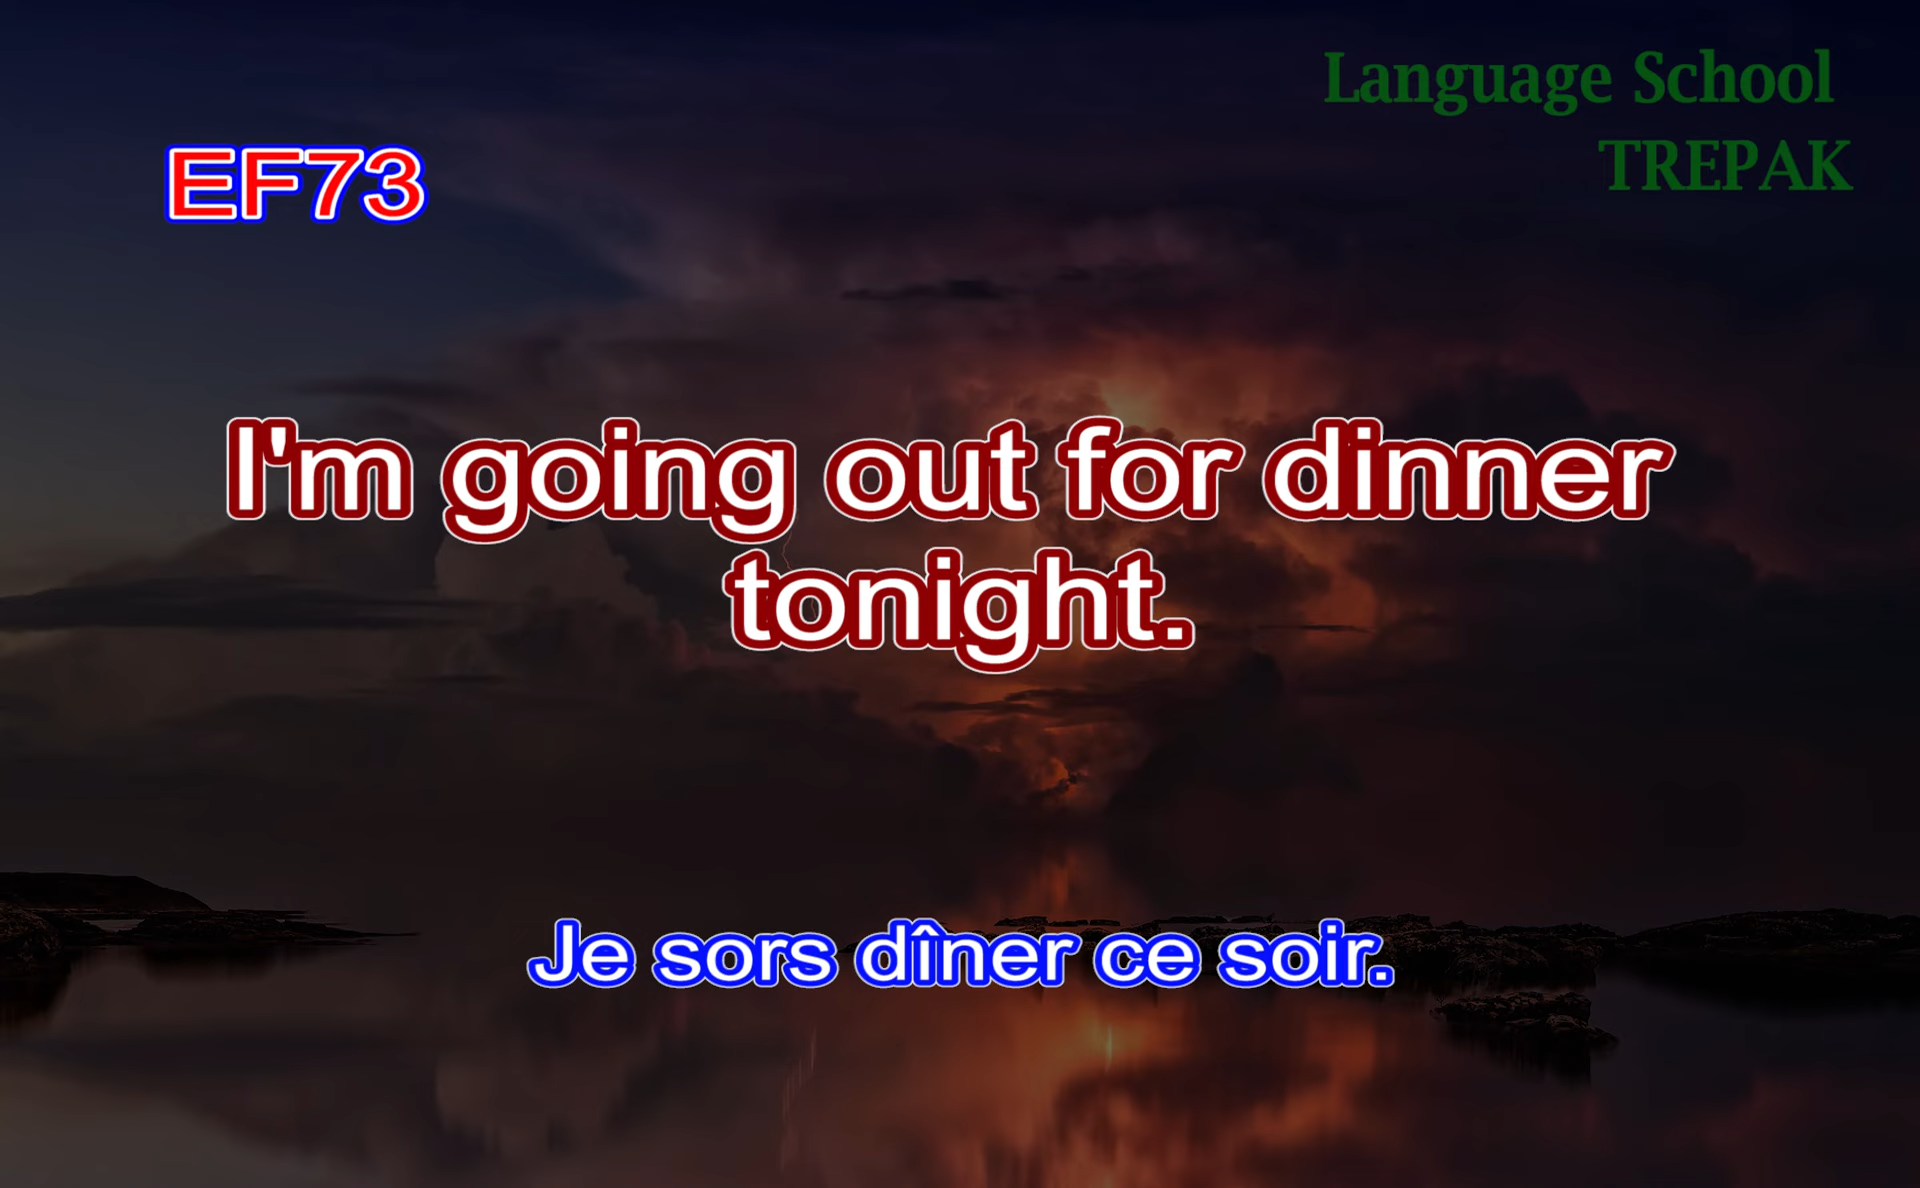 Language School
TREPAK
EF73
I'm going out for dinner
tonight.
Je sors dîner ce soir.